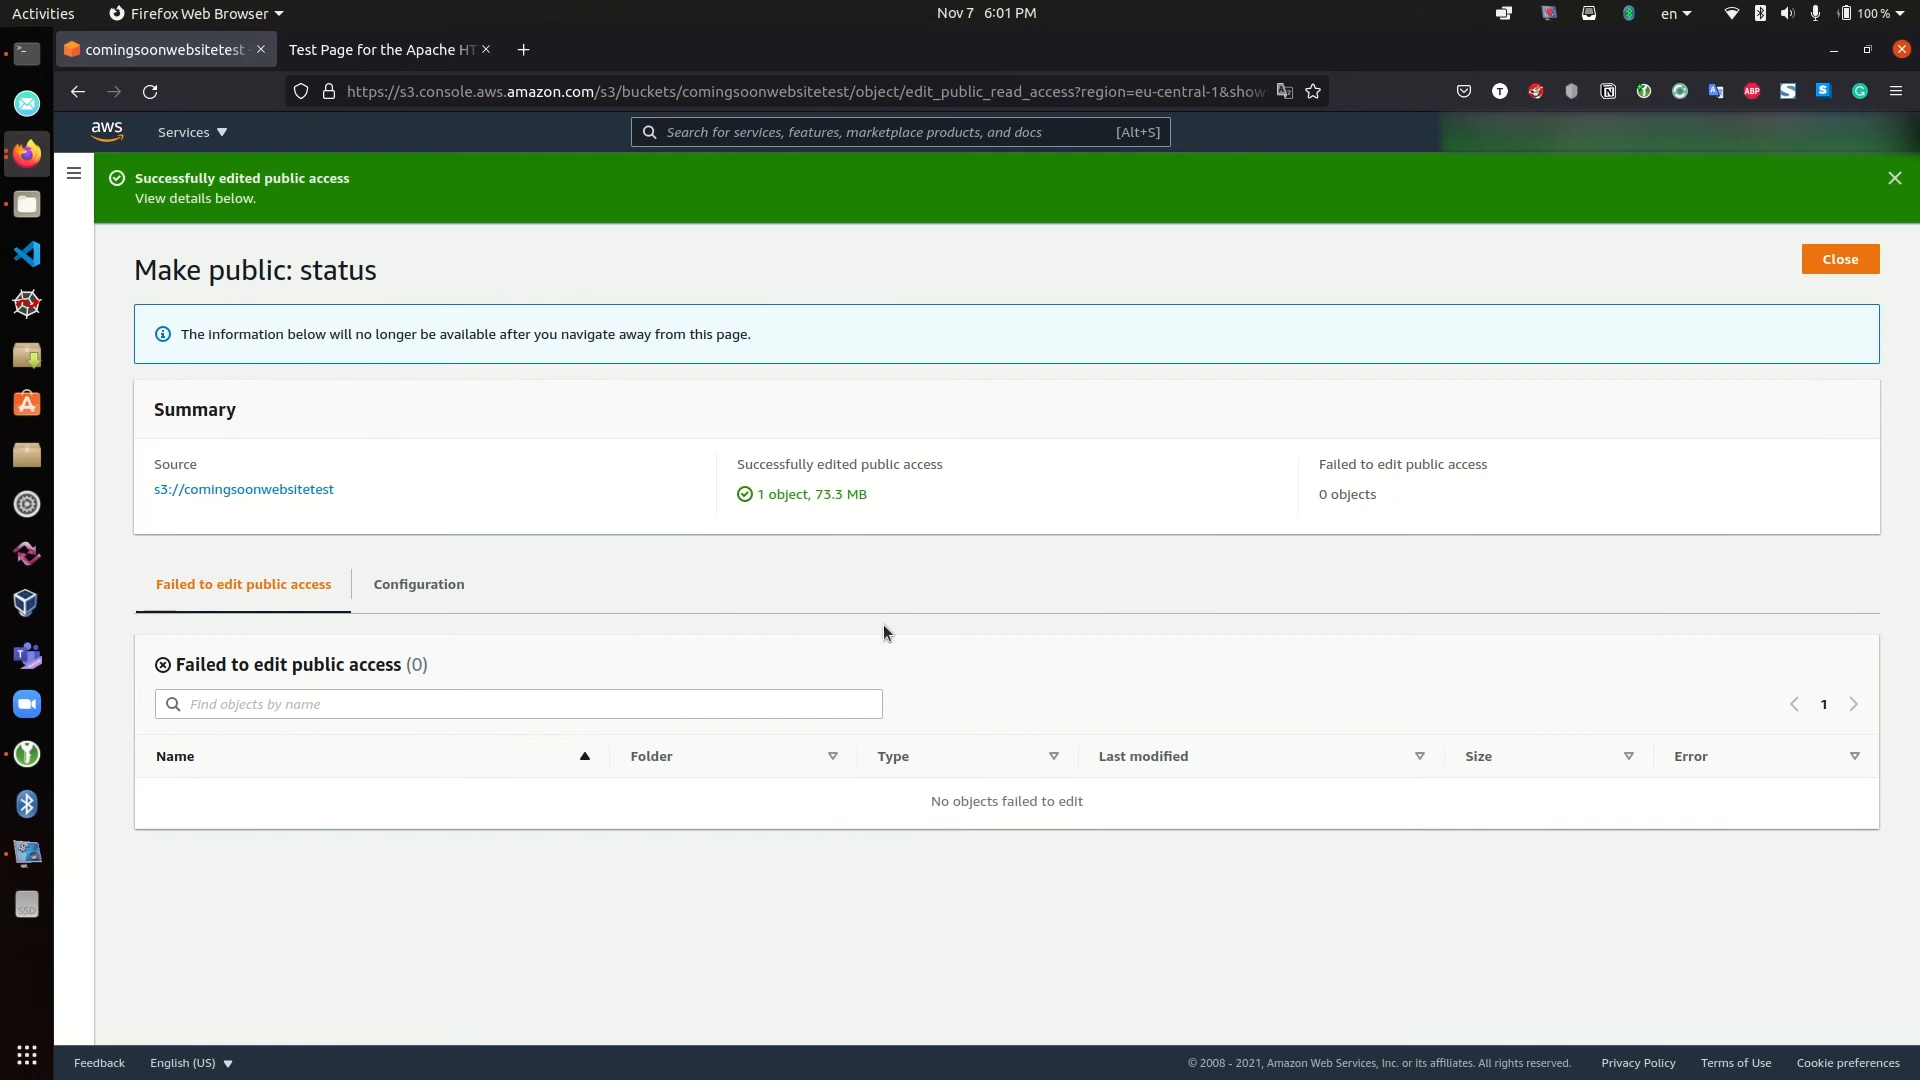 Activities
Firefox Web Browser
Nov 7 6:01 PM
en
100 %
comingsoonwebsitetest
Test Page for the Apache HT
https://s3.console.aws.amazon.com/s3/buckets/comingsoonwebsitetest/object/edit_public_read_access?region=eu-central-1&show
T
ABP
S
S
aws
Services
Search for services, features, marketplace products, and docs
[Alt+S]
Successfully edited public access
View details below.
Make public: status
Close
The information below will no longer be available after you navigate away from this page.
Summary
Source
s3://comingsoonwebsitetest
Successfully edited public access
1 object, 73.3 MB
Failed to edit public access
0 objects
Failed to edit public access
Configuration
Failed to edit public access (0)
Find objects by name
1
Name
Folder
Type
Last modified
Size
Error
No objects failed to edit
SSD
Feedback
English (US)
© 2008 - 2021, Amazon Web Services, Inc. or its affiliates. All rights reserved.
Privacy Policy
Terms of Use
Cookie preferences